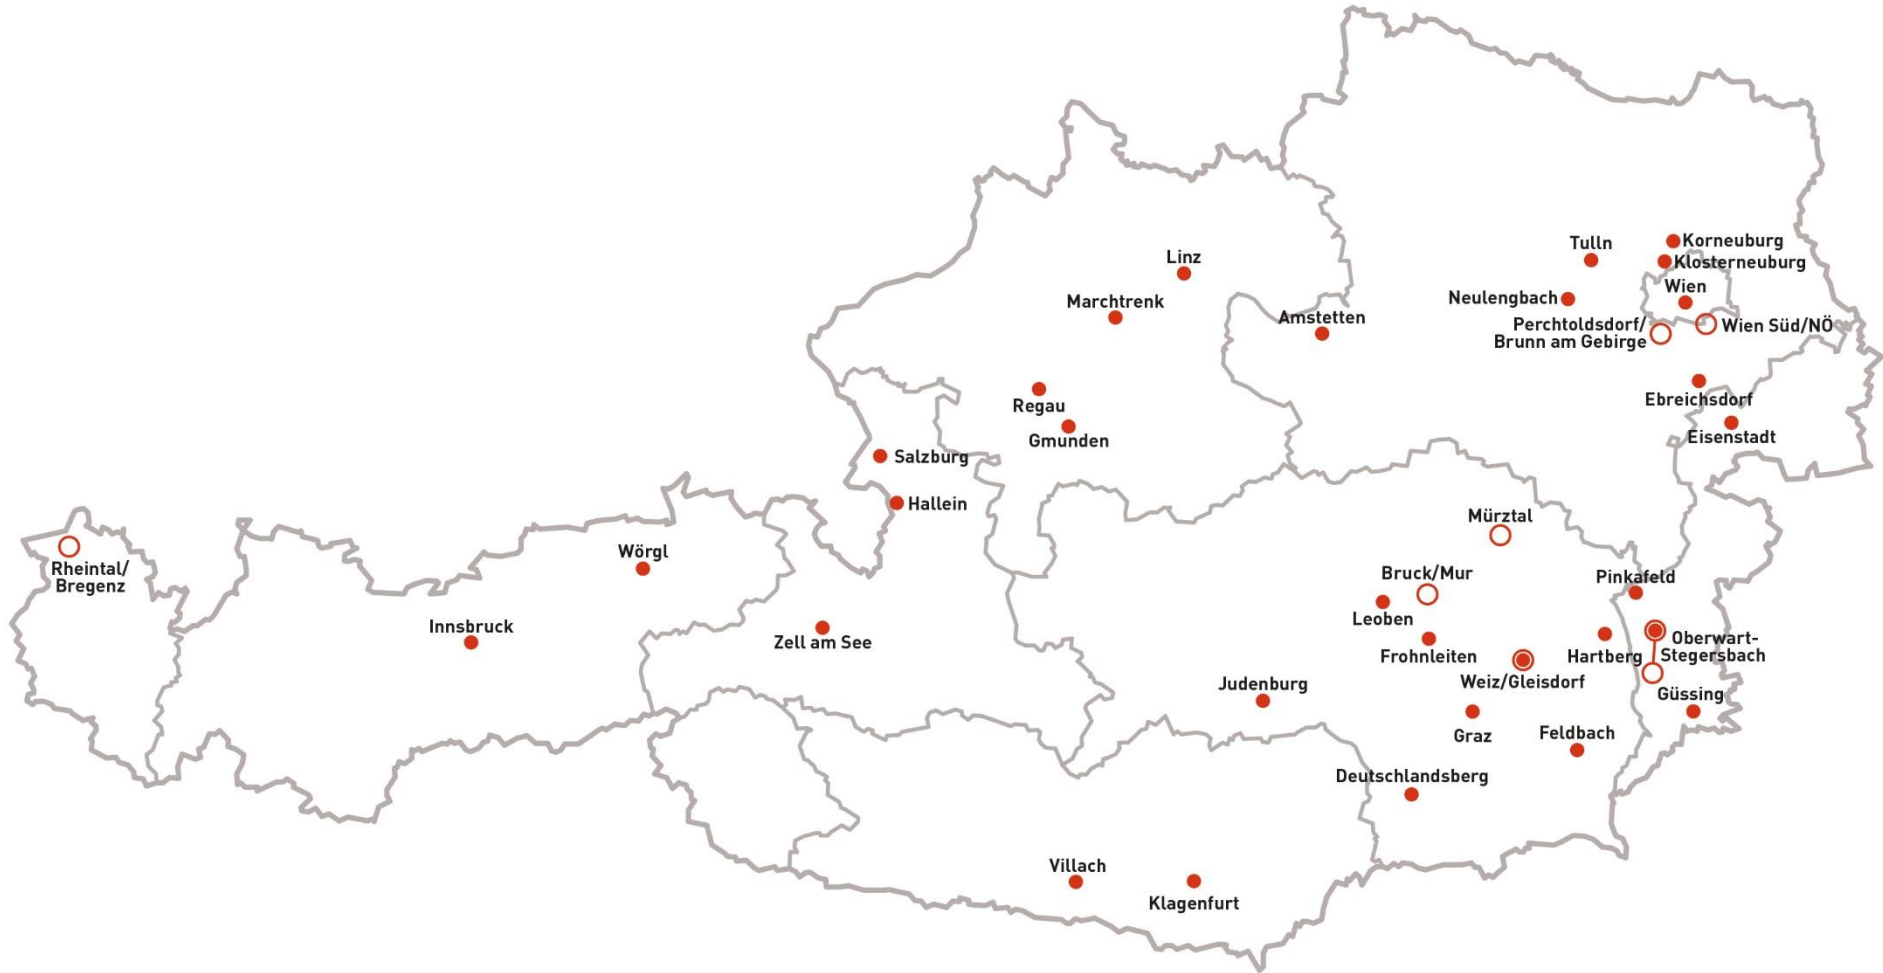 Tulln
Korneuburg
Klosterneuburg
Linz
Wien
Marchtrenk
Neulengbach
Amstetten
Perchtoldsdorf/
Brunn am Gebirge
Wien Süd/NÖ
Regau
Ebreichsdorf
Gmunden
Eisenstadt
Salzburg
Hallein
Mürztal
Wörgl
Rheintal/
Bregenz
Bruck/Mur
Pinkafeld
Leoben
Innsbruck
Zell am See
Oberwart-
Stegersbach
Frohnleiten
Hartberg
Weiz/Gleisdorf
Judenburg
Güssing
Graz
Feldbach
Deutschlandsberg
Villach
Klagenfurt